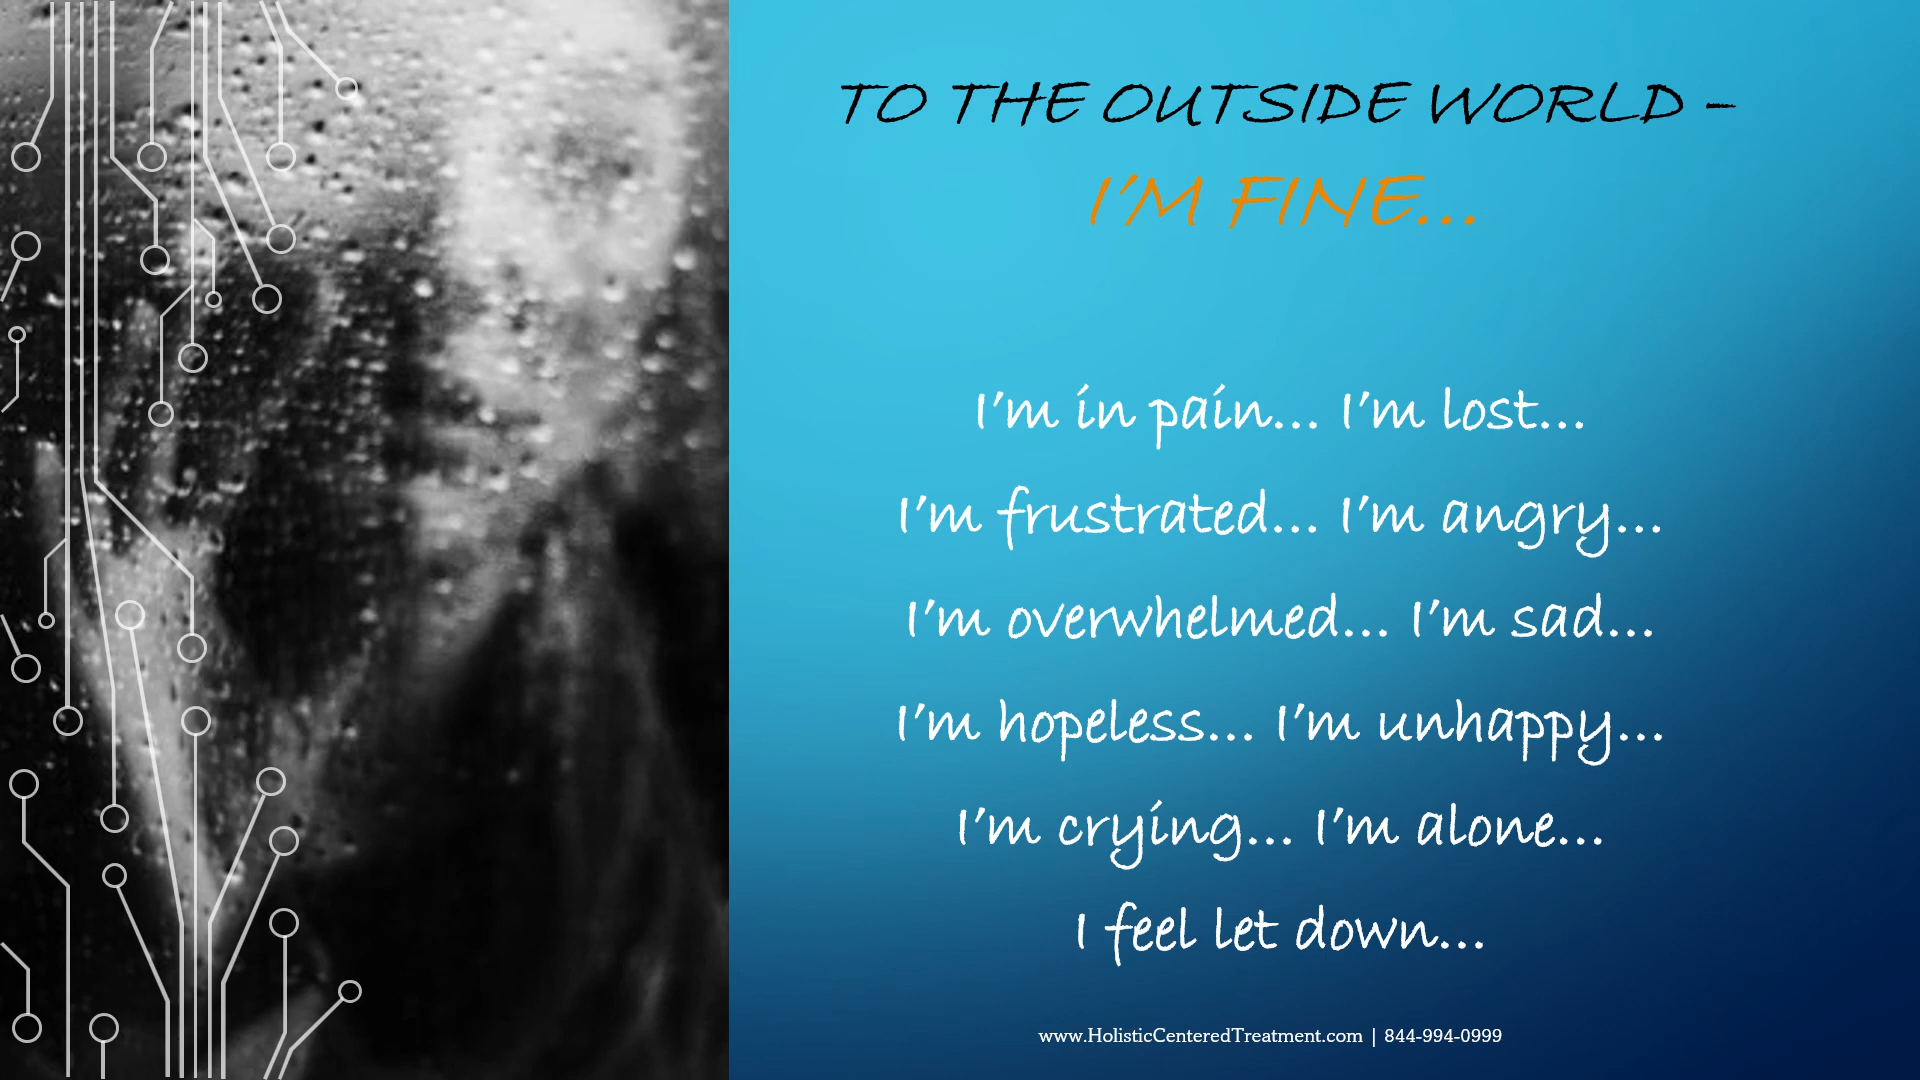 TO THE OUTSIDE WORLD –
I'M FINE…
I'm in pain… I'm lost…
I'm frustrated… I'm angry…
I'm overwhelmed… I'm sad…
I'm hopeless… I'm unhappy…
I'm crying… I'm alone…
I feel let down…
www.HolisticCenteredTreatment.com | 844-994-0999